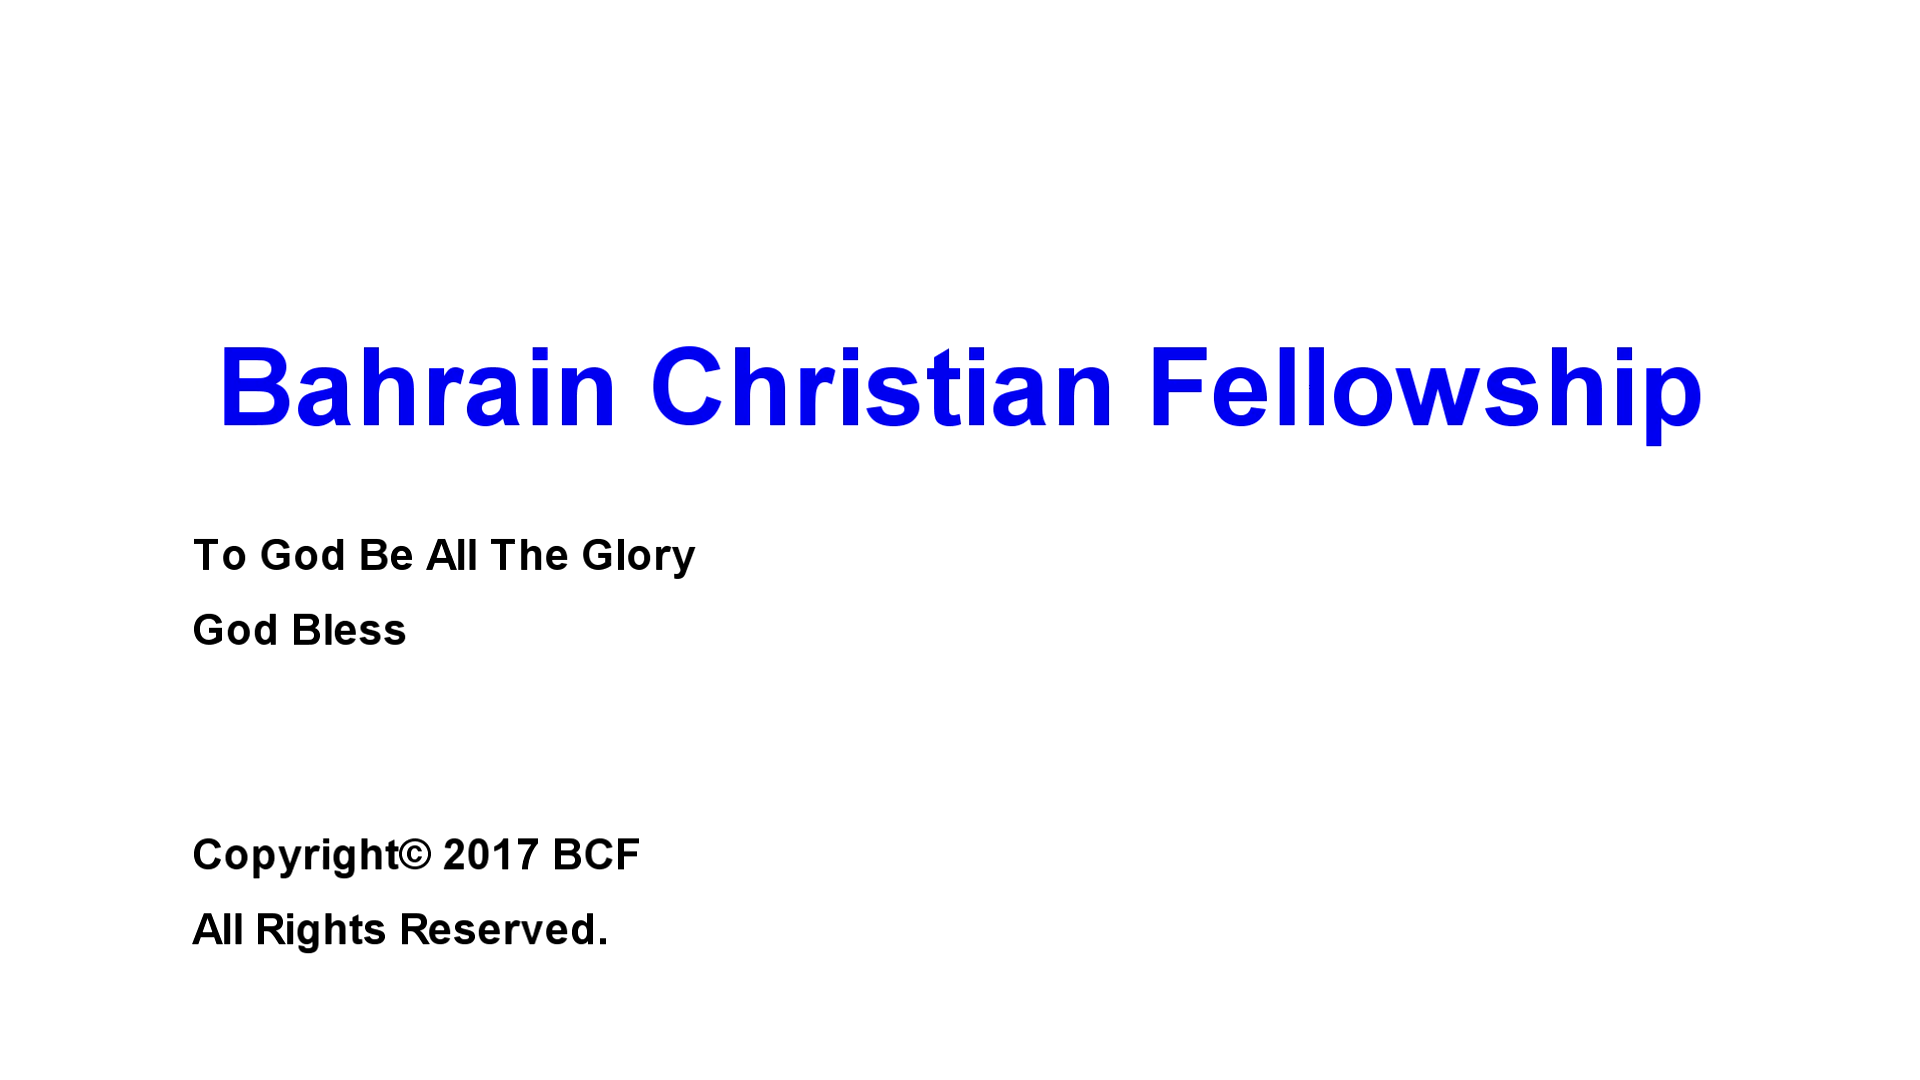 Bahrain Christian Fellowship
To God Be All The Glory
God Bless
Copyright© 2017 BCF
All Rights Reserved.